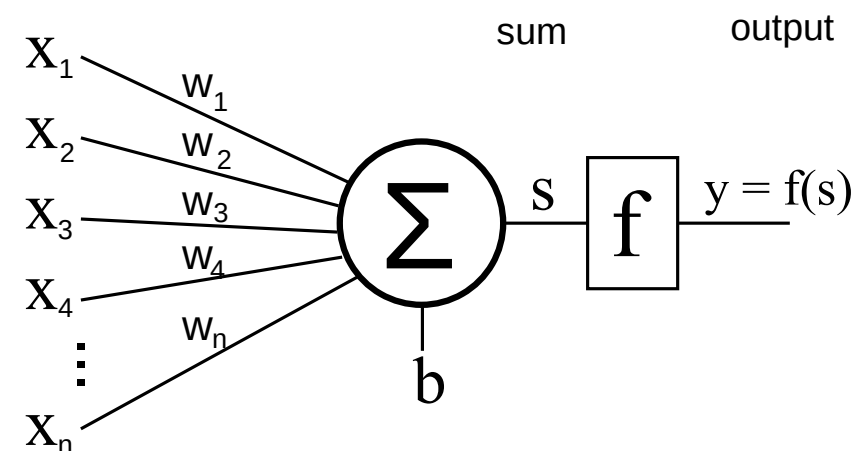 sum
output
x1
w1
x2
w2
x3
w3
x4
w4
⋮
wn
xn
Σ
b
s
f
y = f(s)